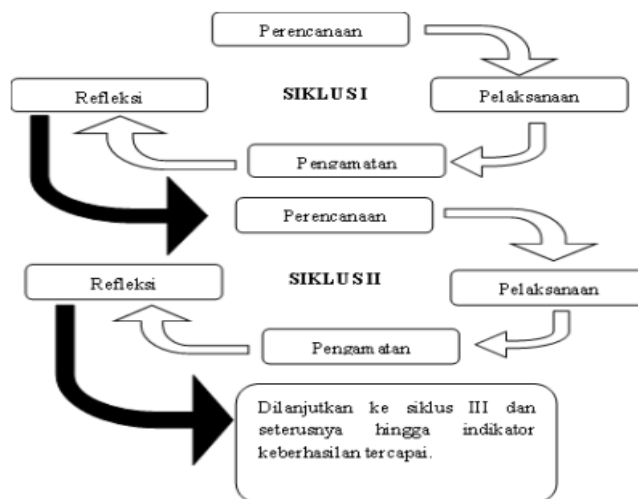 Perencanaan
Refleksi
SIKLUS I
Pelaksanaan
Pengamatan
Perencanaan
Refleksi
SIKLUS II
Pelaksanaan
Pengamatan
Dilanjutkan ke siklus III dan
seterusnya hingga indikator
keberhasilan tercapai.